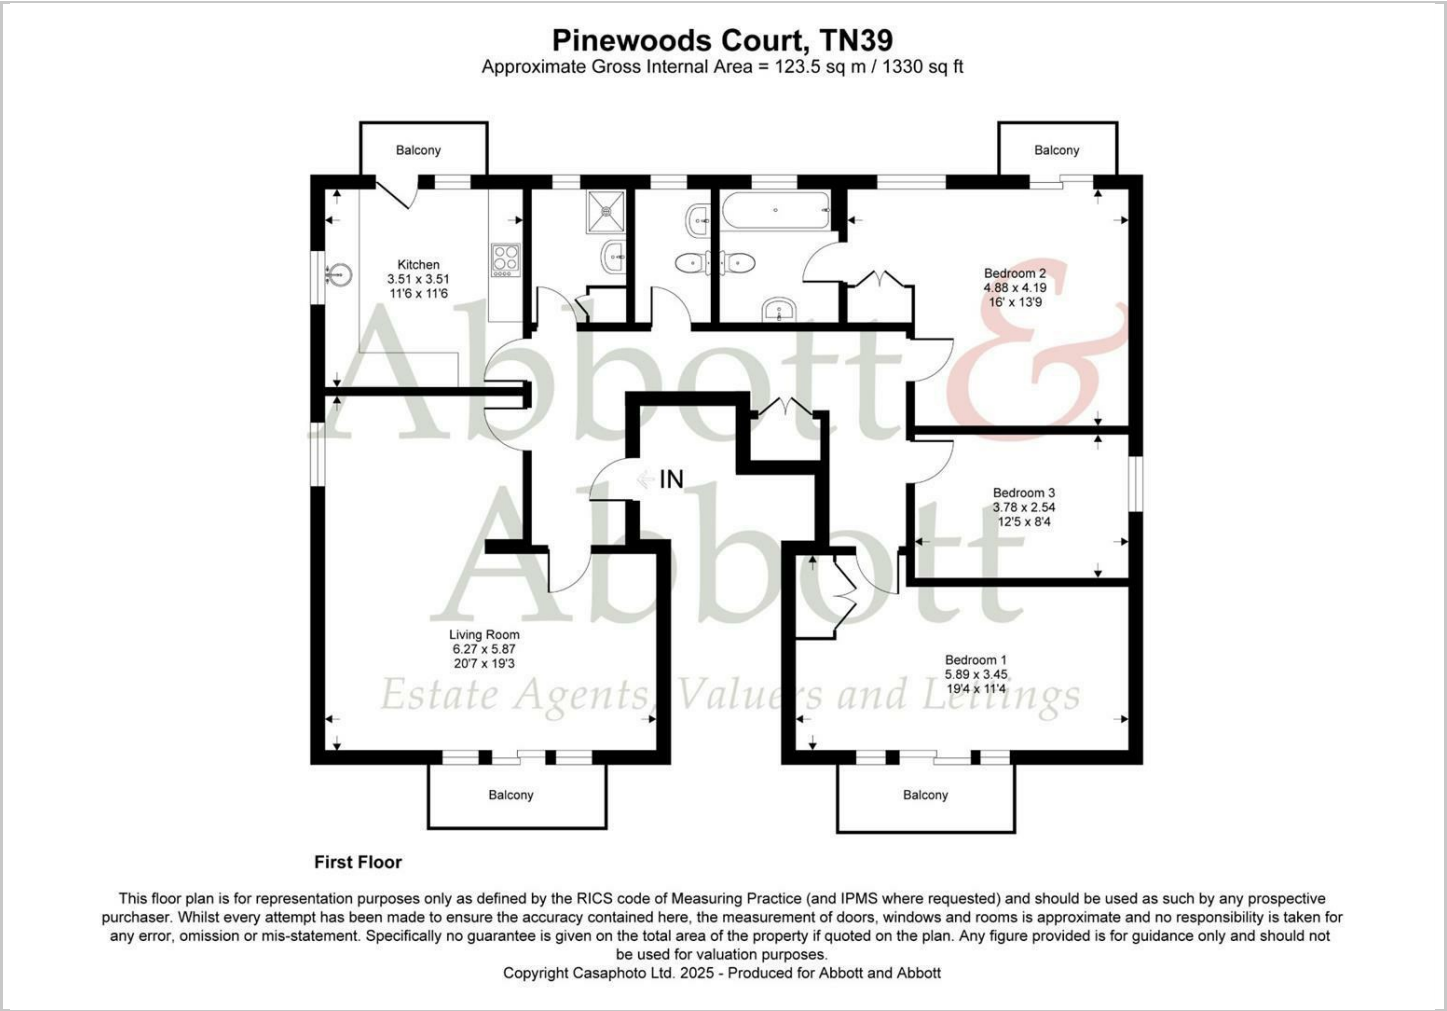 Pinewoods Court, TN39
Approximate Gross Internal Area = 123.5 sq m / 1330 sq ft
Balcony
Balcony
Kitchen
3.51 x 3.51
11'6 x 11'6
Bedroom 2
4.88 x 4.19
16' x 13'9
Abbott &
IN
Bedroom 3
3.78 x 2.54
12'5 x 8'4
Abbott
Living Room
6.27 x 5.87
20'7 x 19'3
Bedroom 1
5.89 x 3.45
19'4 x 11'4
Estate Agents, Valuers and Lettings
Balcony
Balcony
First Floor
This floor plan is for representation purposes only as defined by the RICS code of Measuring Practice (and IPMS where requested) and should be used as such by any prospective
purchaser. Whilst every attempt has been made to ensure the accuracy contained here, the measurement of doors, windows and rooms is approximate and no responsibility is taken for
any error, omission or mis-statement. Specifically no guarantee is given on the total area of the property if quoted on the plan. Any figure provided is for guidance only and should not
be used for valuation purposes.
Copyright Casaphoto Ltd. 2025 - Produced for Abbott and Abbott